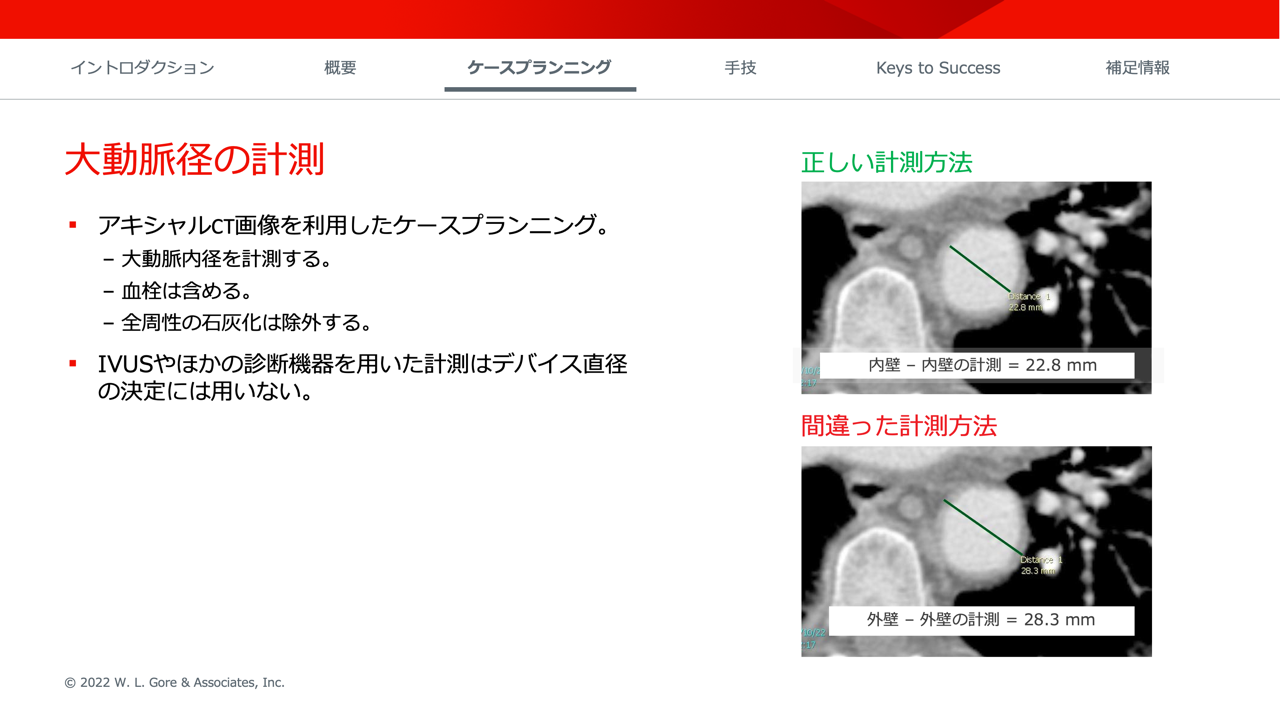 イントロダクション
概要
ケースプランニング
手技
Keys to Success
補足情報
大動脈径の計測
▪ アキシャルCT画像を利用したケースプランニング。
– 大動脈内径を計測する。
– 血栓は含める。
– 全周性の石灰化は除外する。
▪ IVUSやほかの診断機器を用いた計測はデバイス直径
の決定には用いない。
正しい計測方法
Distance 1
22.8 mm
内壁 – 内壁の計測 = 22.8 mm
間違った計測方法
Distance 1
28.3 mm
外壁 – 外壁の計測 = 28.3 mm
© 2022 W. L. Gore & Associates, Inc.